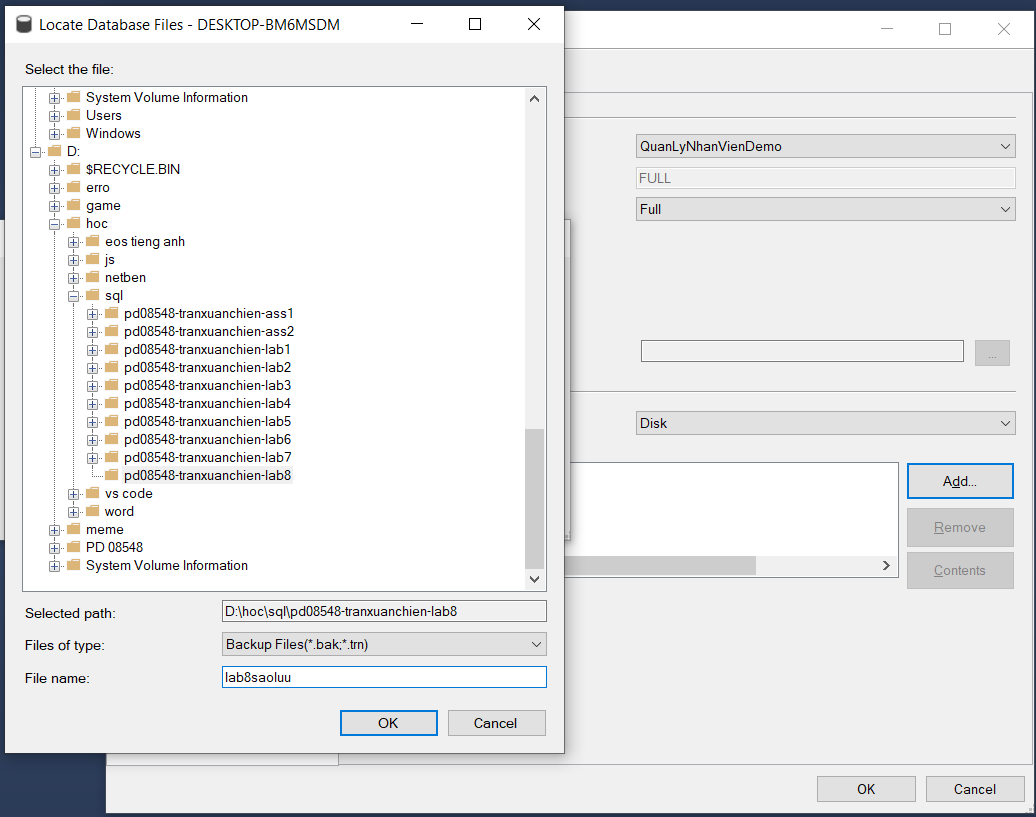 Locate Database Files - DESKTOP-BM6MSDM
Select the file:
System Volume Information
Users
Windows
D:
$RECYCLE.BIN
erro
game
hoc
eos tieng anh
js
netben
sql
pd08548-tranxuanchien-ass1
pd08548-tranxuanchien-ass2
pd08548-tranxuanchien-lab1
pd08548-tranxuanchien-lab2
pd08548-tranxuanchien-lab3
pd08548-tranxuanchien-lab4
pd08548-tranxuanchien-lab5
pd08548-tranxuanchien-lab6
pd08548-tranxuanchien-lab7
pd08548-tranxuanchien-lab8
vs code
word
meme
PD 08548
System Volume Information
Selected path: D:\hoc\sql\pd08548-tranxuanchien-lab8
Files of type: Backup Files(*.bak;*.trn)
File name: lab8saoluu
OK Cancel
QuanLyNhanVienDemo
FULL
Full
...
Disk
Add...
Remove
Contents
OK Cancel